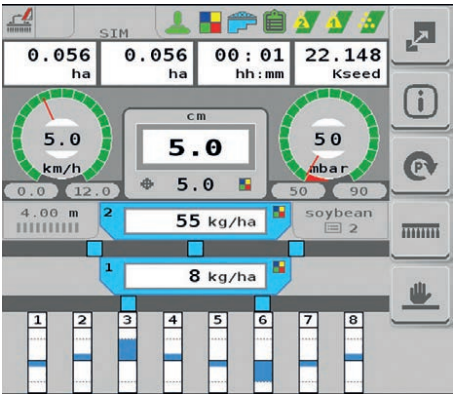 SIM
2 1
0.056 0.056 00:01 22.148
ha ha hh:mm Kseed
cm
5.0 5.0 50
km/h mbar
5.0
0.0 12.0 50 90
4.00 m 2 55 kg/ha soybean
2
1 8 kg/ha
P
1 2 3 4 5 6 7 8